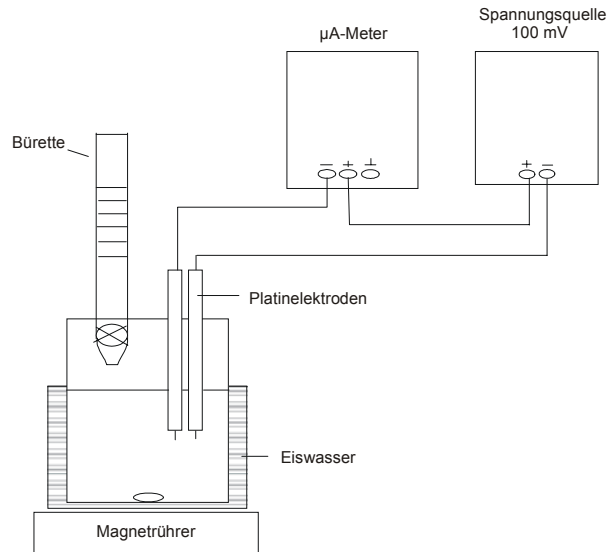 Spannungsquelle
100 mV
µA-Meter
Bürette
– + ⊥
+ –
Platinelektroden
Eiswasser
Magnetrührer